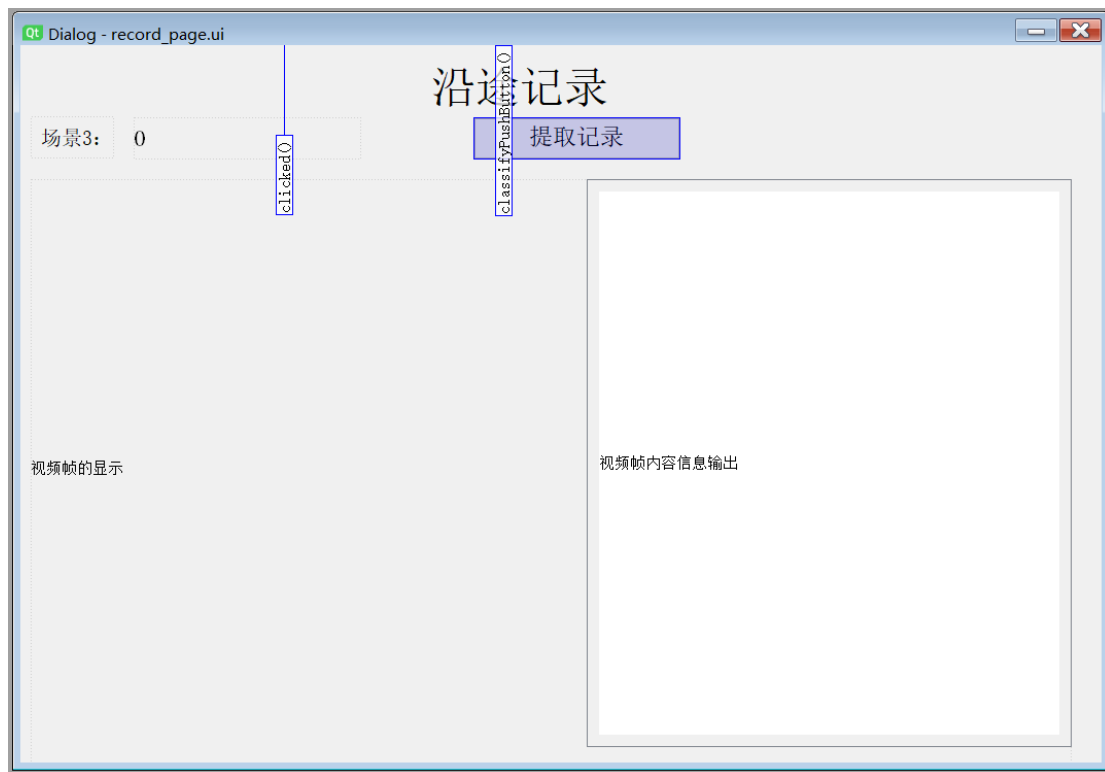 Qt Dialog - record_page.ui
沿途记录
场景3: 0 提取记录
clicked()
classifyPushButton()
视频帧的显示
视频帧内容信息输出